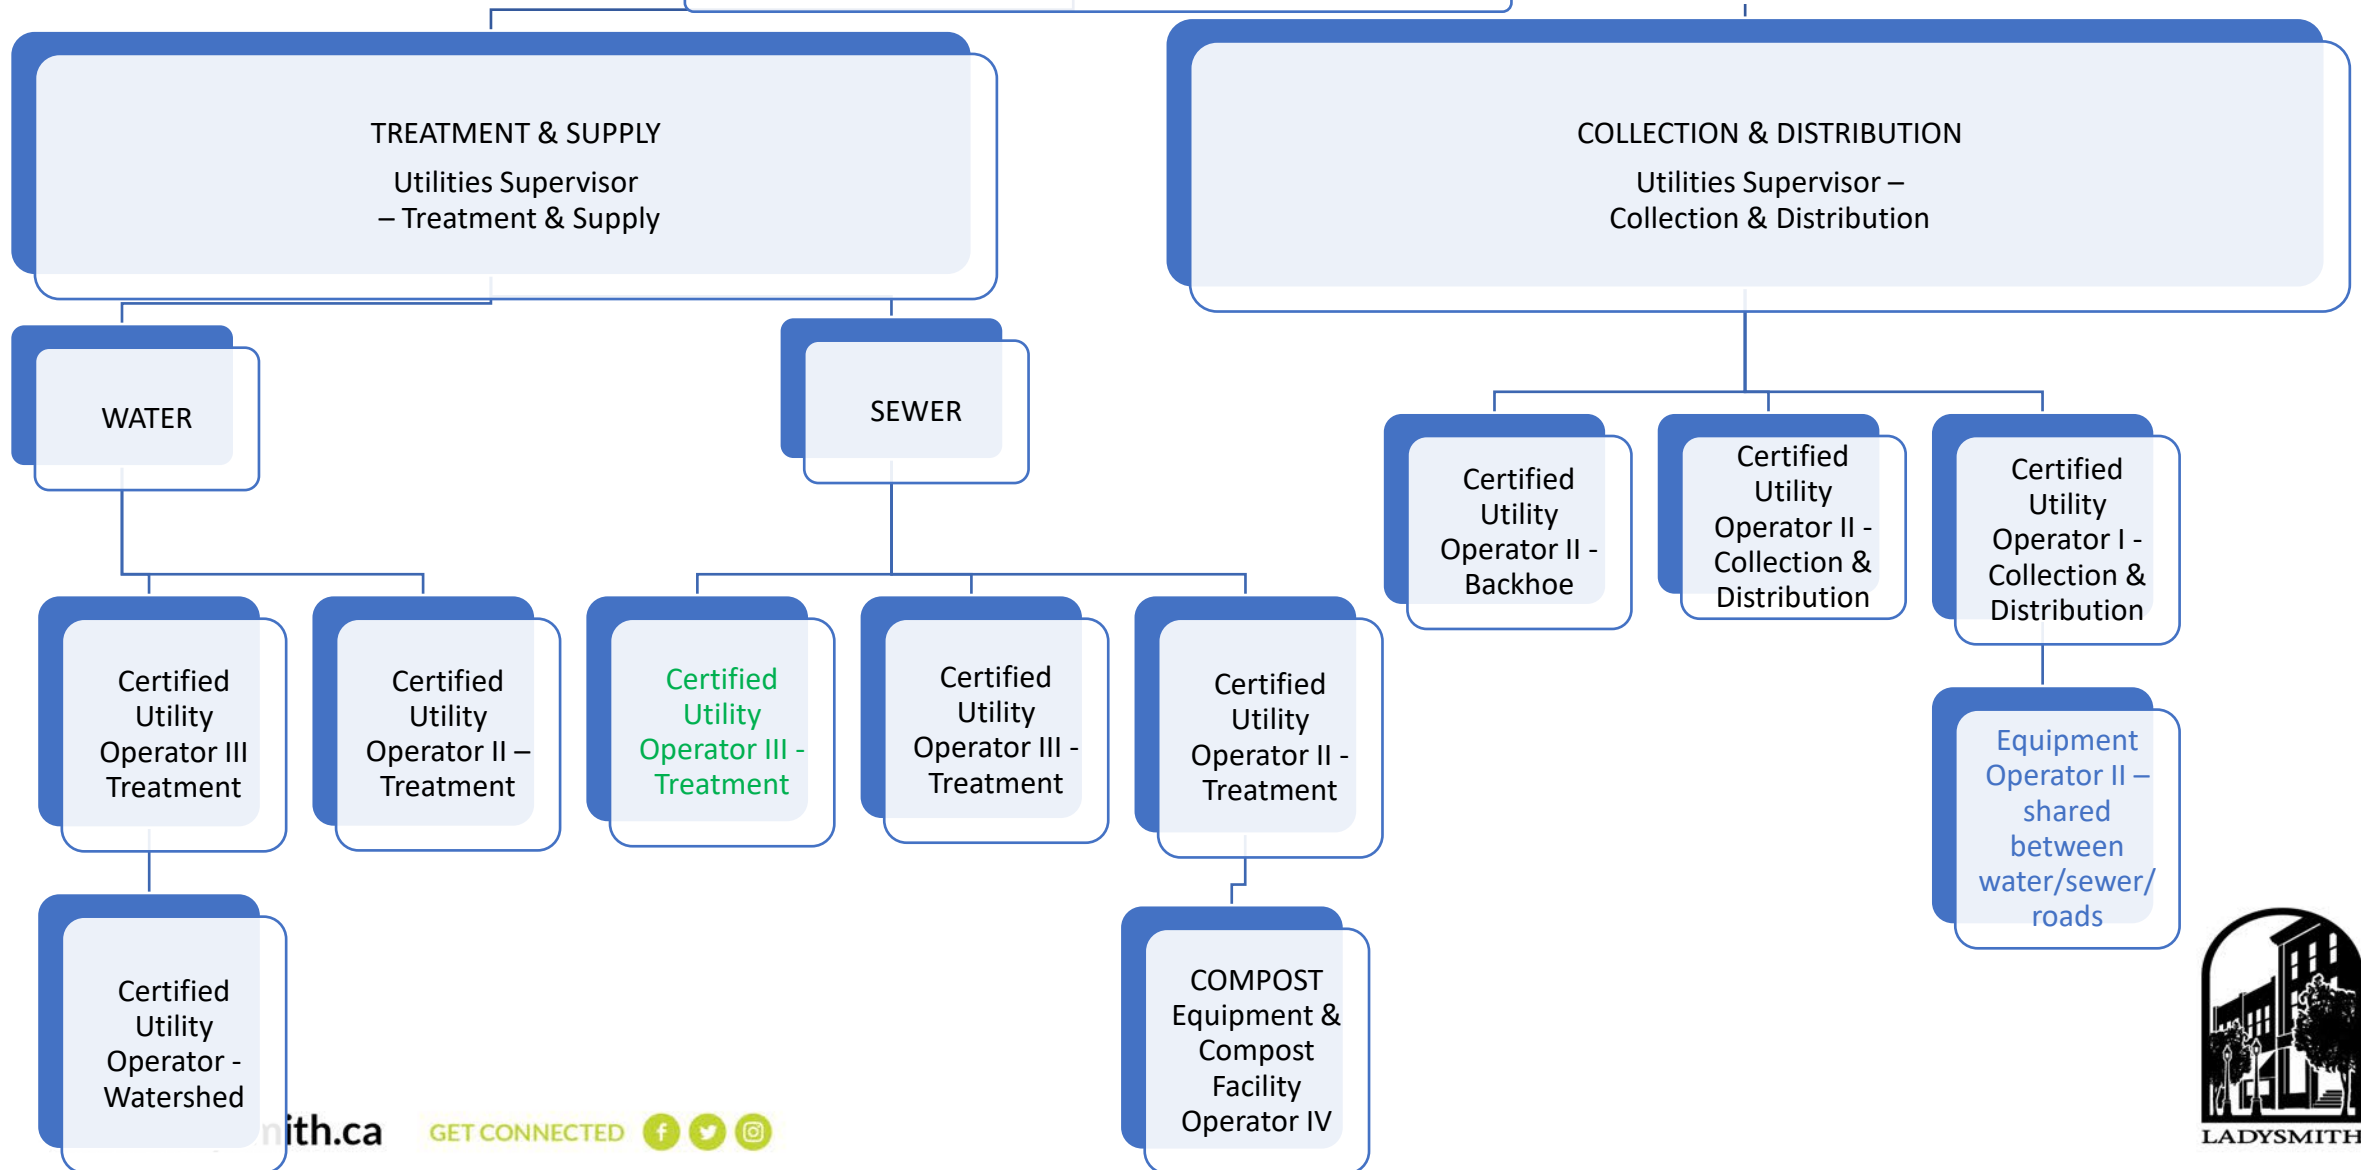 TREATMENT & SUPPLY
Utilities Supervisor
– Treatment & Supply
COLLECTION & DISTRIBUTION
Utilities Supervisor –
Collection & Distribution
WATER
SEWER
Certified
Utility
Operator II -
Backhoe
Certified
Utility
Operator II -
Collection &
Distribution
Certified
Utility
Operator I -
Collection &
Distribution
Certified
Utility
Operator III
Treatment
Certified
Utility
Operator II –
Treatment
Certified
Utility
Operator III -
Treatment
Certified
Utility
Operator III -
Treatment
Certified
Utility
Operator II -
Treatment
Equipment
Operator II –
shared
between
water/sewer/
roads
Certified
Utility
Operator -
Watershed
COMPOST
Equipment &
Compost
Facility
Operator IV
ith.ca
GET CONNECTED
LADYSMITH